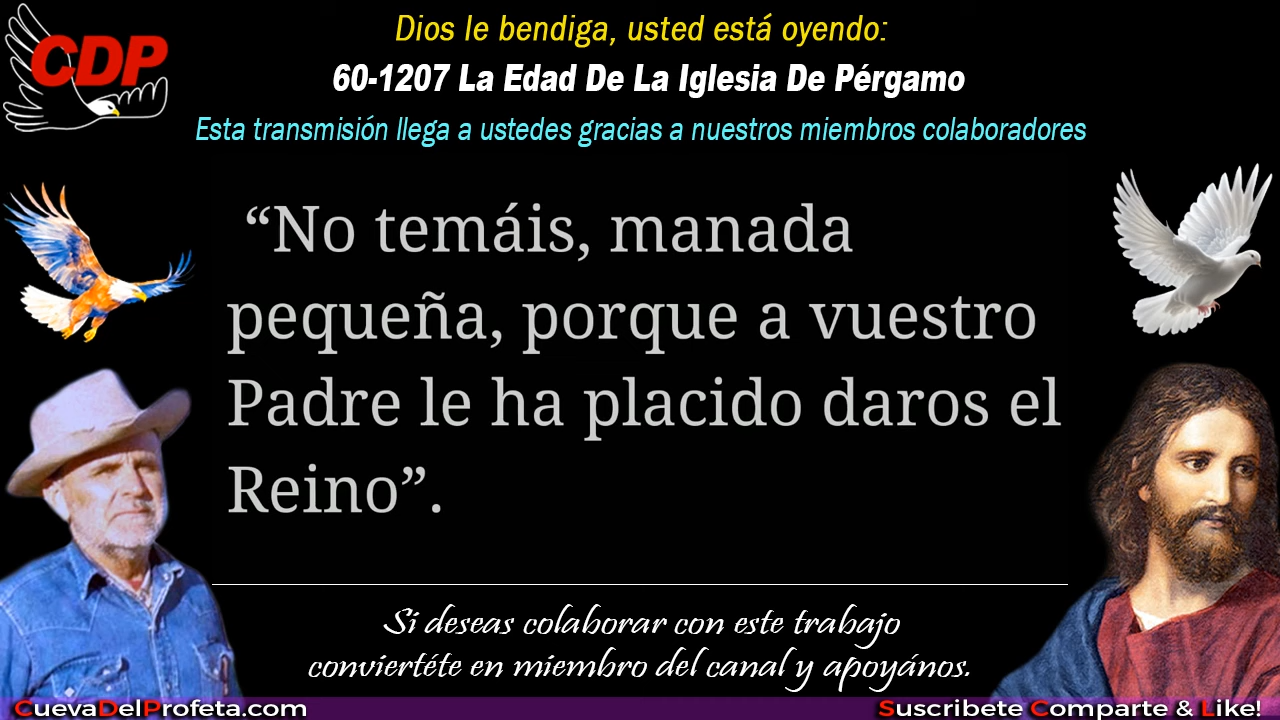 CDP
Dios le bendiga, usted está oyendo:
60-1207 La Edad De La Iglesia De Pérgamo
Esta transmisión llega a ustedes gracias a nuestros miembros colaboradores
“No temáis, manada
pequeña, porque a vuestro
Padre le ha placido daros el
Reino”.
Si deseas colaborar con este trabajo
conviertéte en miembro del canal y apoyános.
CuevaDelProfeta.com
Suscribete Comparte & Like!